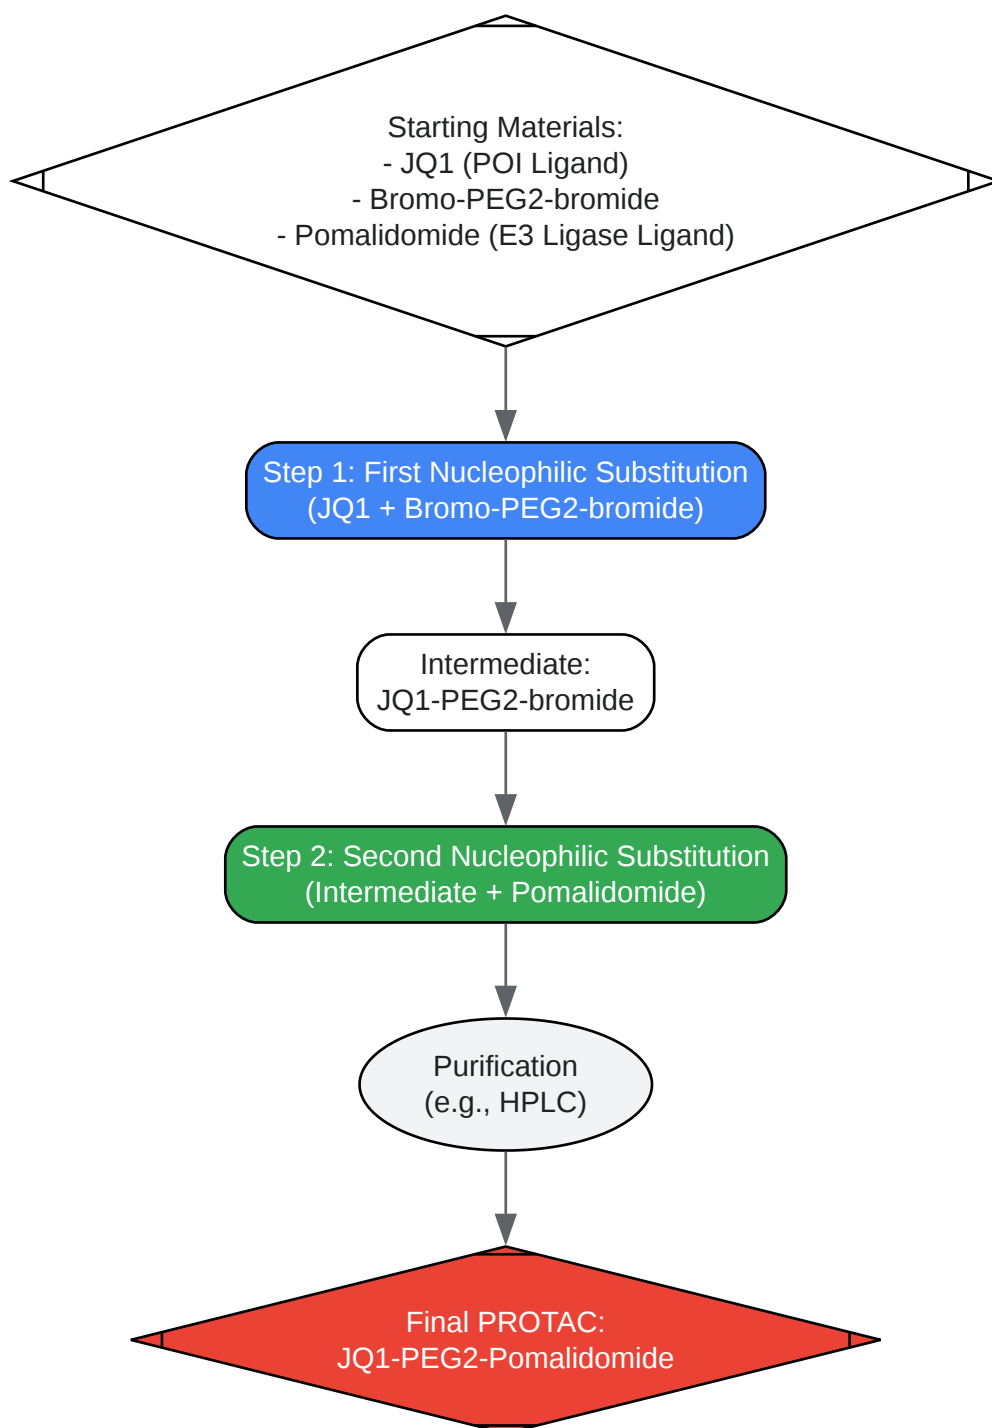 Starting Materials:
- JQ1 (POI Ligand)
- Bromo-PEG2-bromide
- Pomalidomide (E3 Ligase Ligand)
Step 1: First Nucleophilic Substitution
(JQ1 + Bromo-PEG2-bromide)
Intermediate:
JQ1-PEG2-bromide
Step 2: Second Nucleophilic Substitution
(Intermediate + Pomalidomide)
Purification
(e.g., HPLC)
Final PROTAC:
JQ1-PEG2-Pomalidomide